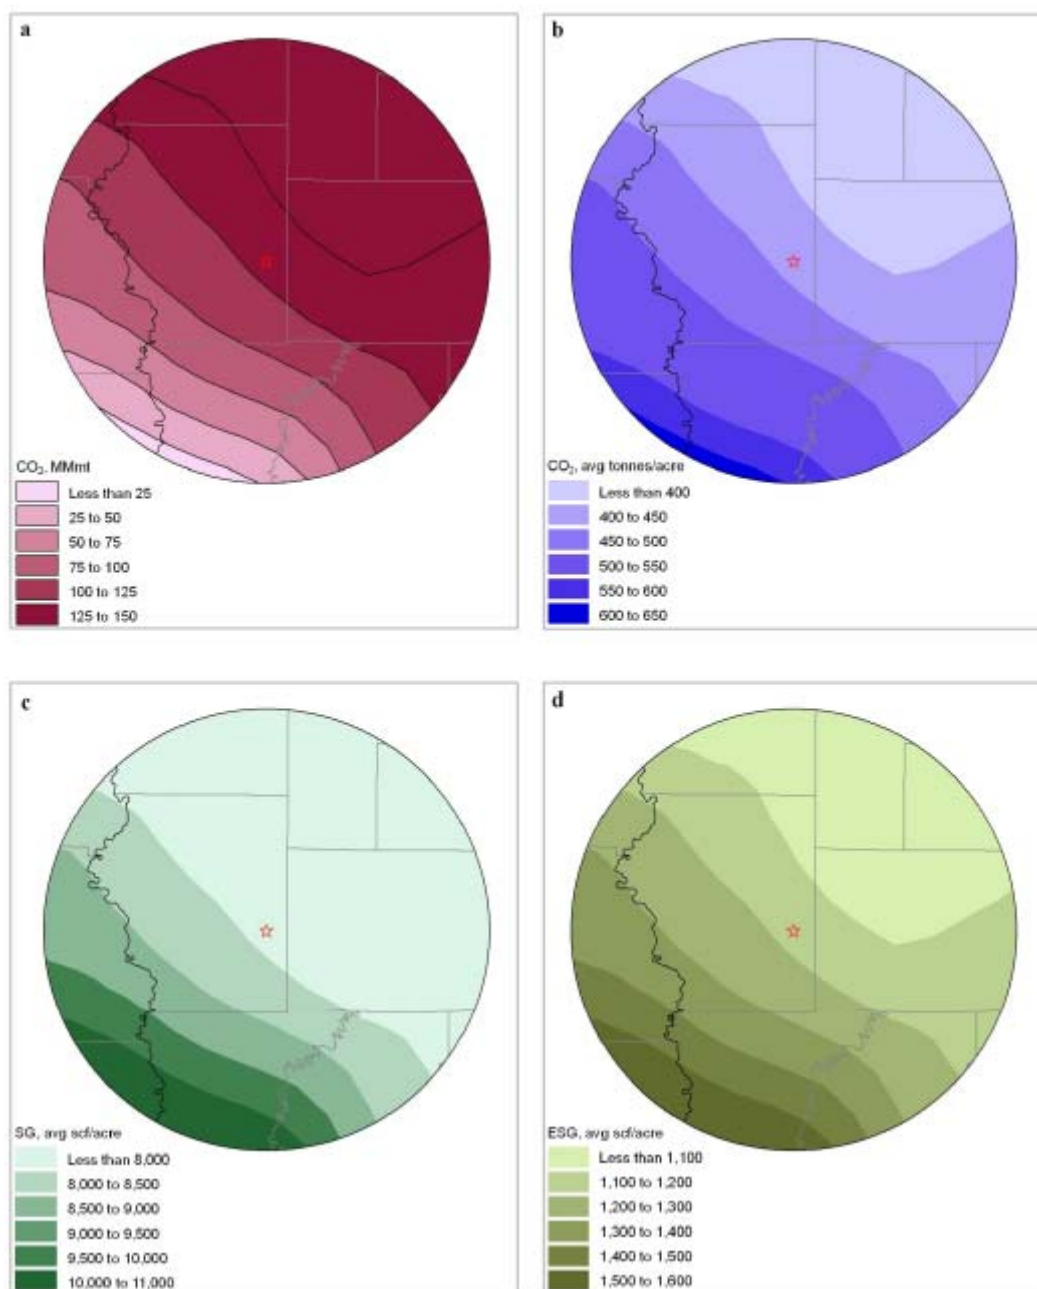 a
CO2, MMmt
Less than 25
25 to 50
50 to 75
75 to 100
100 to 125
125 to 150
b
CO2, avg tonnes/acre
Less than 400
400 to 450
450 to 500
500 to 550
550 to 600
600 to 650
c
SG, avg scf/acre
Less than 8,000
8,000 to 8,500
8,500 to 9,000
9,000 to 9,500
9,500 to 10,000
10,000 to 11,000
d
ESG, avg scf/acre
Less than 1,100
1,100 to 1,200
1,200 to 1,300
1,300 to 1,400
1,400 to 1,500
1,500 to 1,600